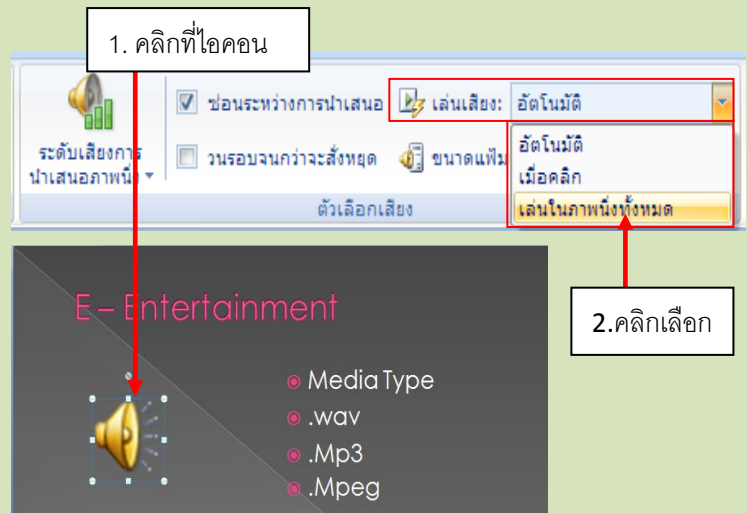 1. คลิกที่ไอคอน
ซ่อนระหว่างการนำเสนอ
เล่นเสียง:
อัตโนมัติ
ระดับเสียงการ
นำเสนอภาพนิ่ง
วนรอบจนกว่าจะสั่งหยุด
ขนาดแฟ้ม
อัตโนมัติ
เมื่อคลิก
เล่นในภาพนิ่งทั้งหมด
ตัวเลือกเสียง
E – Entertainment
2.คลิกเลือก
Media Type
.wav
.Mp3
.Mpeg